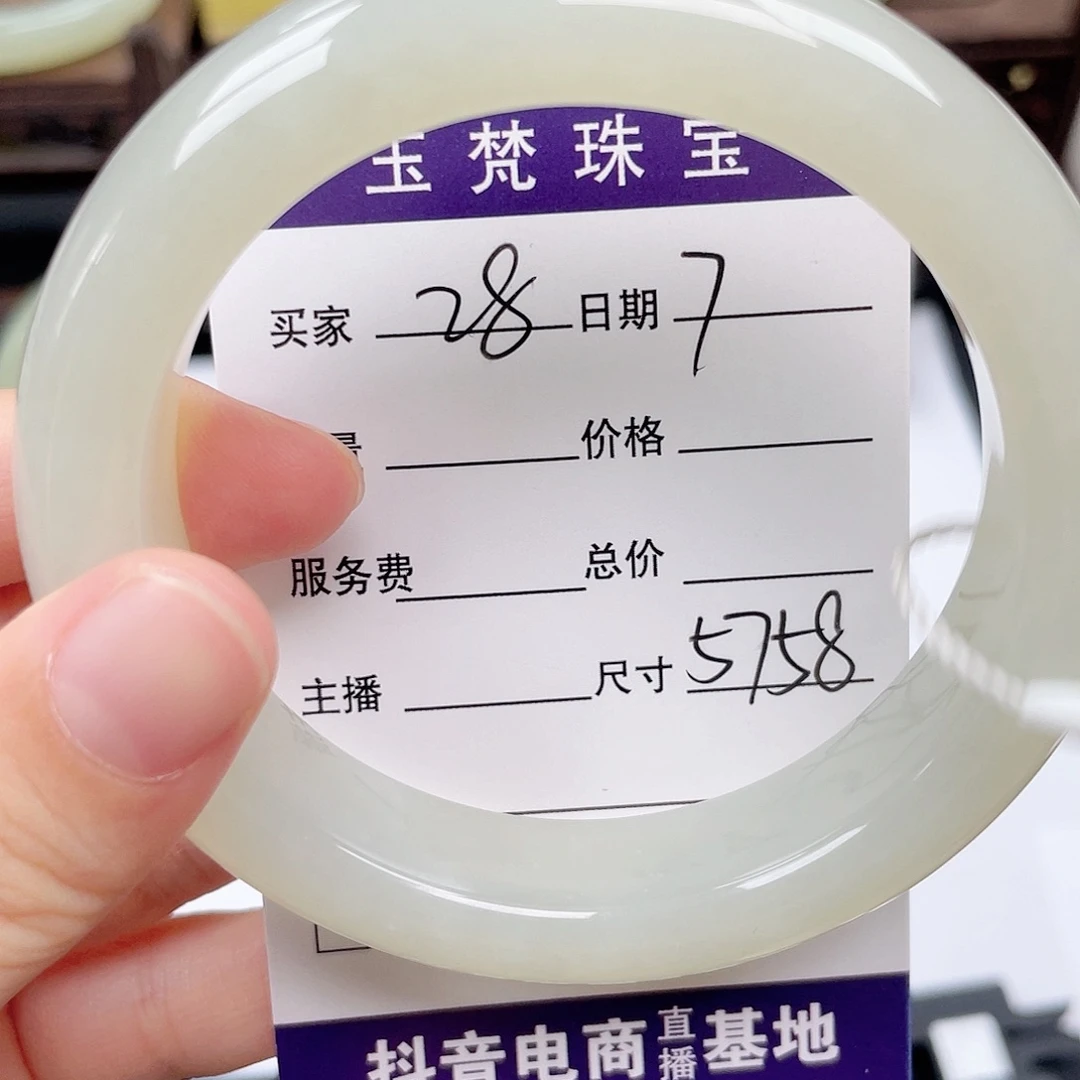 玉梵珠宝
买家 28 日期 7
量 价格
服务费 总价
主播 尺寸 5758
抖音电商直播基地